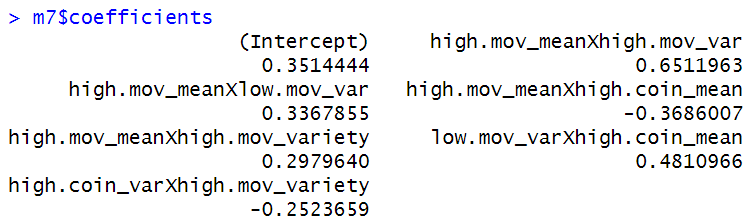 > m7$coefficients
(Intercept) high.mov_meanXhigh.mov_var
0.3514444 0.6511963
high.mov_meanXlow.mov_var high.mov_meanXhigh.coin_mean
0.3367855 -0.3686007
high.mov_meanXhigh.mov_variety low.mov_varXhigh.coin_mean
0.2979640 0.4810966
high.coin_varXhigh.mov_variety
-0.2523659